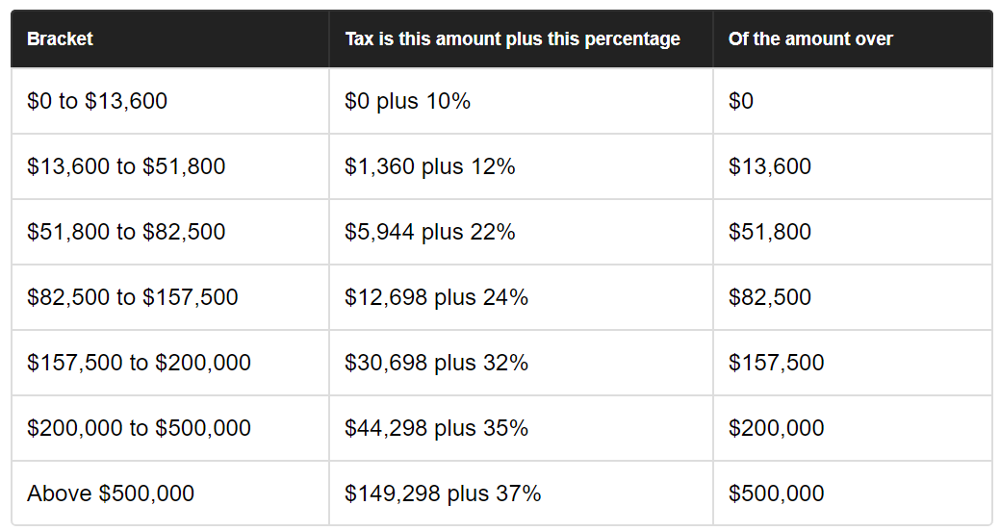 Bracket Tax is this amount plus this percentage Of the amount over
$0 to $13,600 $0 plus 10% $0
$13,600 to $51,800 $1,360 plus 12% $13,600
$51,800 to $82,500 $5,944 plus 22% $51,800
$82,500 to $157,500 $12,698 plus 24% $82,500
$157,500 to $200,000 $30,698 plus 32% $157,500
$200,000 to $500,000 $44,298 plus 35% $200,000
Above $500,000 $149,298 plus 37% $500,000